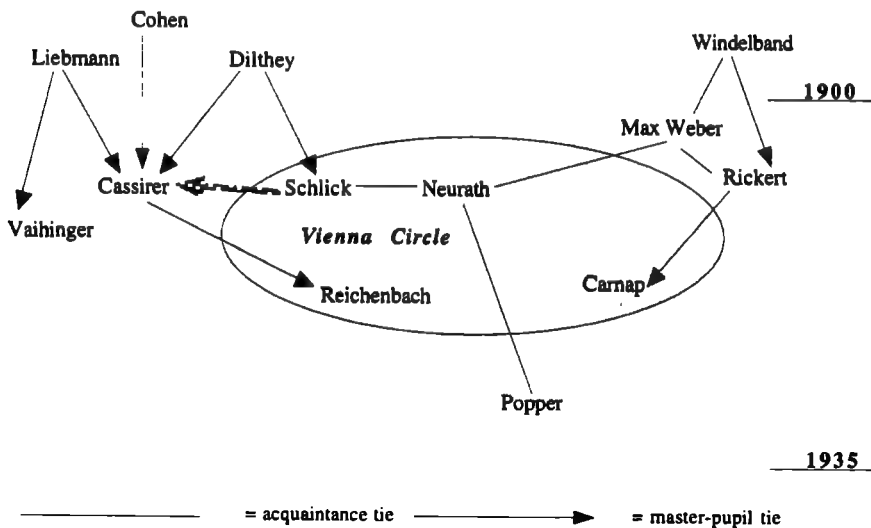 Cohen
Liebmann
Dilthey
Windelband
1900
Max Weber
Cassirer
Schlick
Neurath
Rickert
Vaihinger
Vienna Circle
Reichenbach
Carnap
Popper
1935
= acquaintance tie
= master-pupil tie